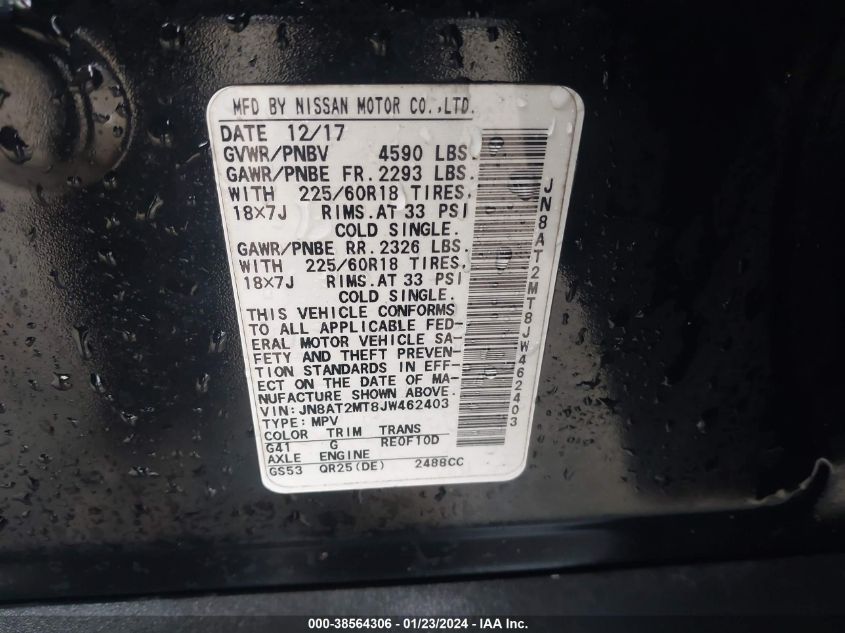 MFD BY NISSAN MOTOR CO.,LTD.
DATE 12/17
GVWR/PNBV 4590 LBS.
GAWR/PNBE FR.2293 LBS.
WITH 225/60R18 TIRES.
18X7J RIMS.AT 33 PSI
COLD SINGLE.
GAWR/PNBE RR.2326 LBS.
WITH 225/60R18 TIRES.
18X7J RIMS.AT 33 PSI
COLD SINGLE.
THIS VEHICLE CONFORMS
TO ALL APPLICABLE FED-
ERAL MOTOR VEHICLE SA-
FETY AND THEFT PREVEN-
TION STANDARDS IN EFF-
ECT ON THE DATE OF MA-
NUFACTURE SHOWN ABOVE.
VIN:JN8AT2MT8JW462403
TYPE:MPV
COLOR TRIM TRANS
G41 G RE0F10D
AXLE ENGINE
GS53 QR25(DE) 2488CC
JN8AT2MT8JW462403
000-38564306 - 01/23/2024 - IAA Inc.